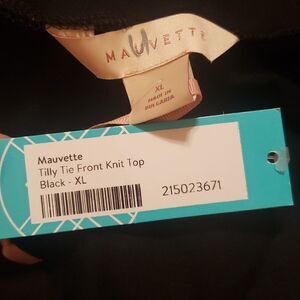 MAUVETTE
XL
MADE IN
BULGARIA
Mauvette
Tilly Tie Front Knit Top
Black - XL
215023671